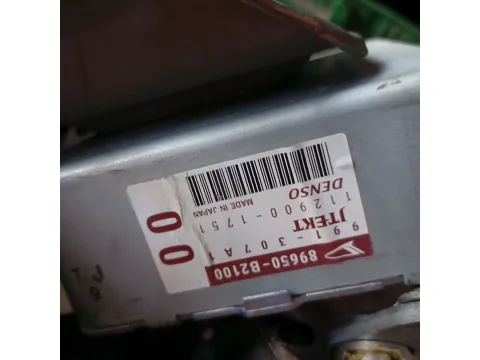 89650-B2100
991-307A1
JTEKT
112900-1751
DENSO
MADE IN JAPAN
00